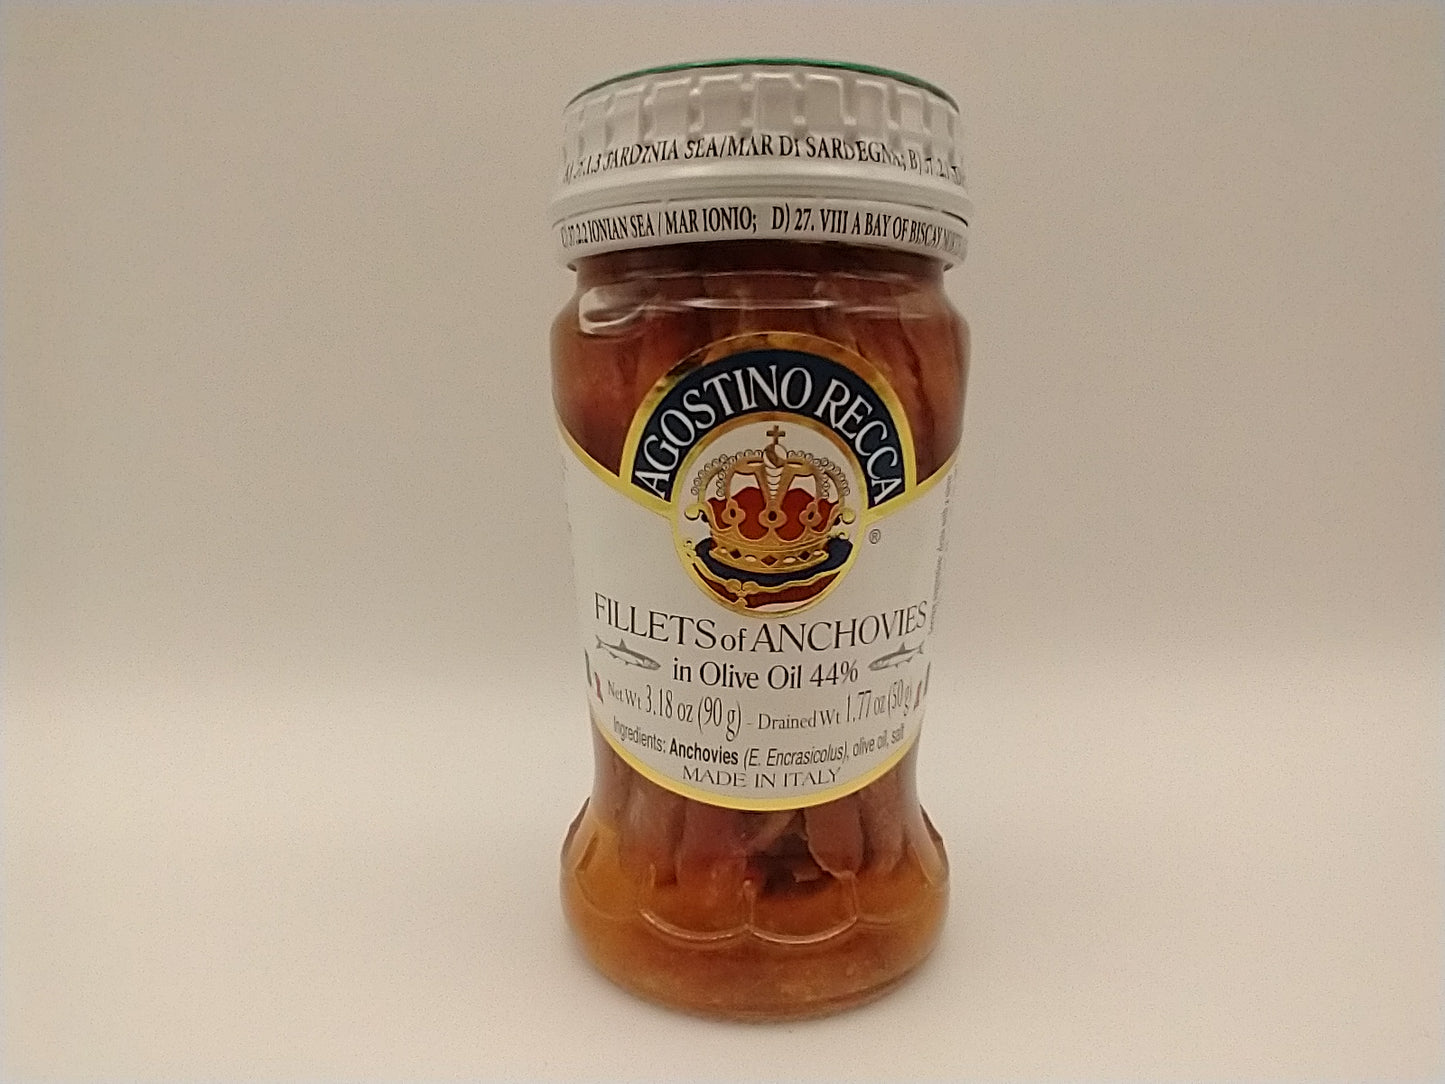 SARDINIA SEA/MAR DI SARDEGNA; B)
IONIAN SEA / MAR IONIO; D) 27. VIII A BAY OF BISCAY
AGOSTINO RECCA
®
FILLETS of ANCHOVIES
in Olive Oil 44%
Net Wt 3.18 oz (90 g) - Drained Wt 1.77 oz (50 g)
Ingredients: Anchovies (E. Encrasicolus), olive oil, salt
MADE IN ITALY